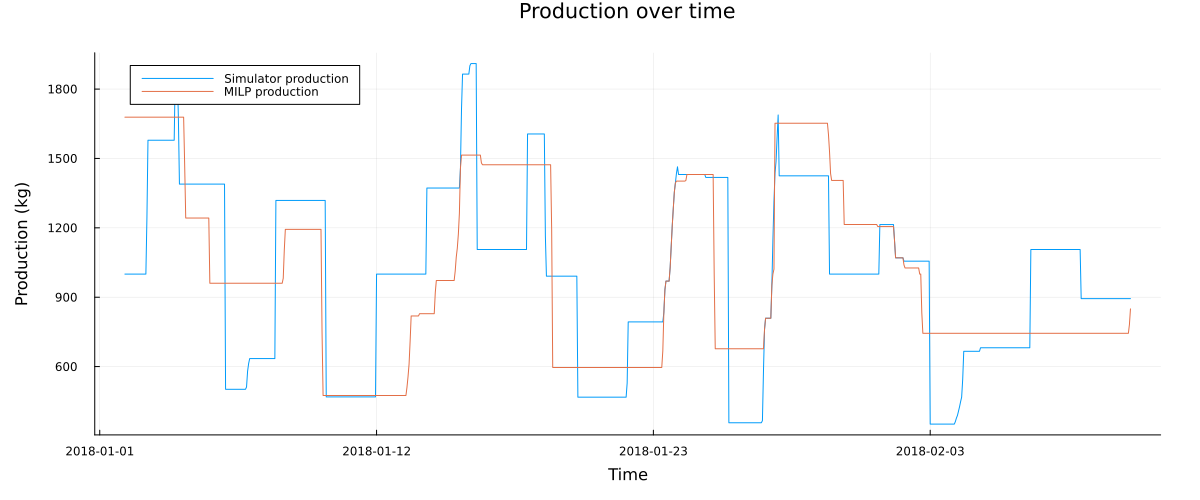 Production over time
Simulator production
MILP production
1800
1500
1200
900
600
Production (kg)
2018-01-01
2018-01-12
2018-01-23
2018-02-03
Time